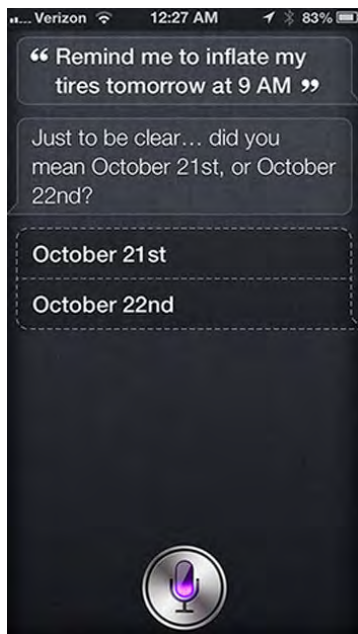 Verizon 12:27 AM 83%
“ Remind me to inflate my
tires tomorrow at 9 AM ”
Just to be clear... did you
mean October 21st, or October
22nd?
October 21st
October 22nd